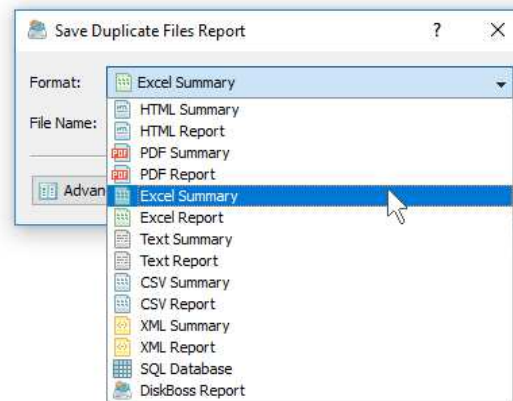 Save Duplicate Files Report
?
Format: Excel Summary
HTML Summary
File Name: HTML Report
PDF Summary
PDF Report
Advan Excel Summary
Excel Report
Text Summary
Text Report
CSV Summary
CSV Report
XML Summary
XML Report
SQL Database
DiskBoss Report